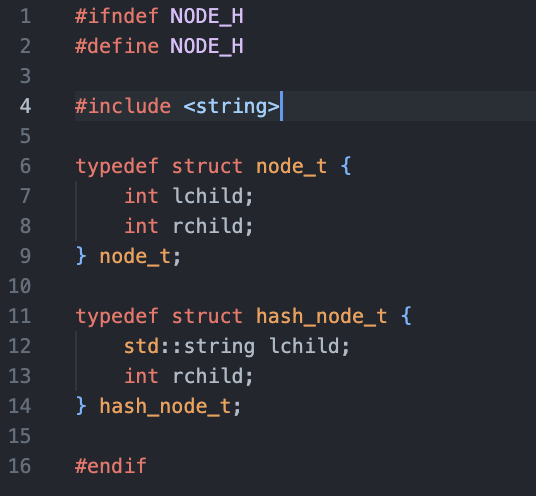 1 #ifndef NODE_H
2 #define NODE_H
3
4 #include <string>
5
6 typedef struct node_t {
7     int lchild;
8     int rchild;
9 } node_t;
10
11 typedef struct hash_node_t {
12     std::string lchild;
13     int rchild;
14 } hash_node_t;
15
16 #endif